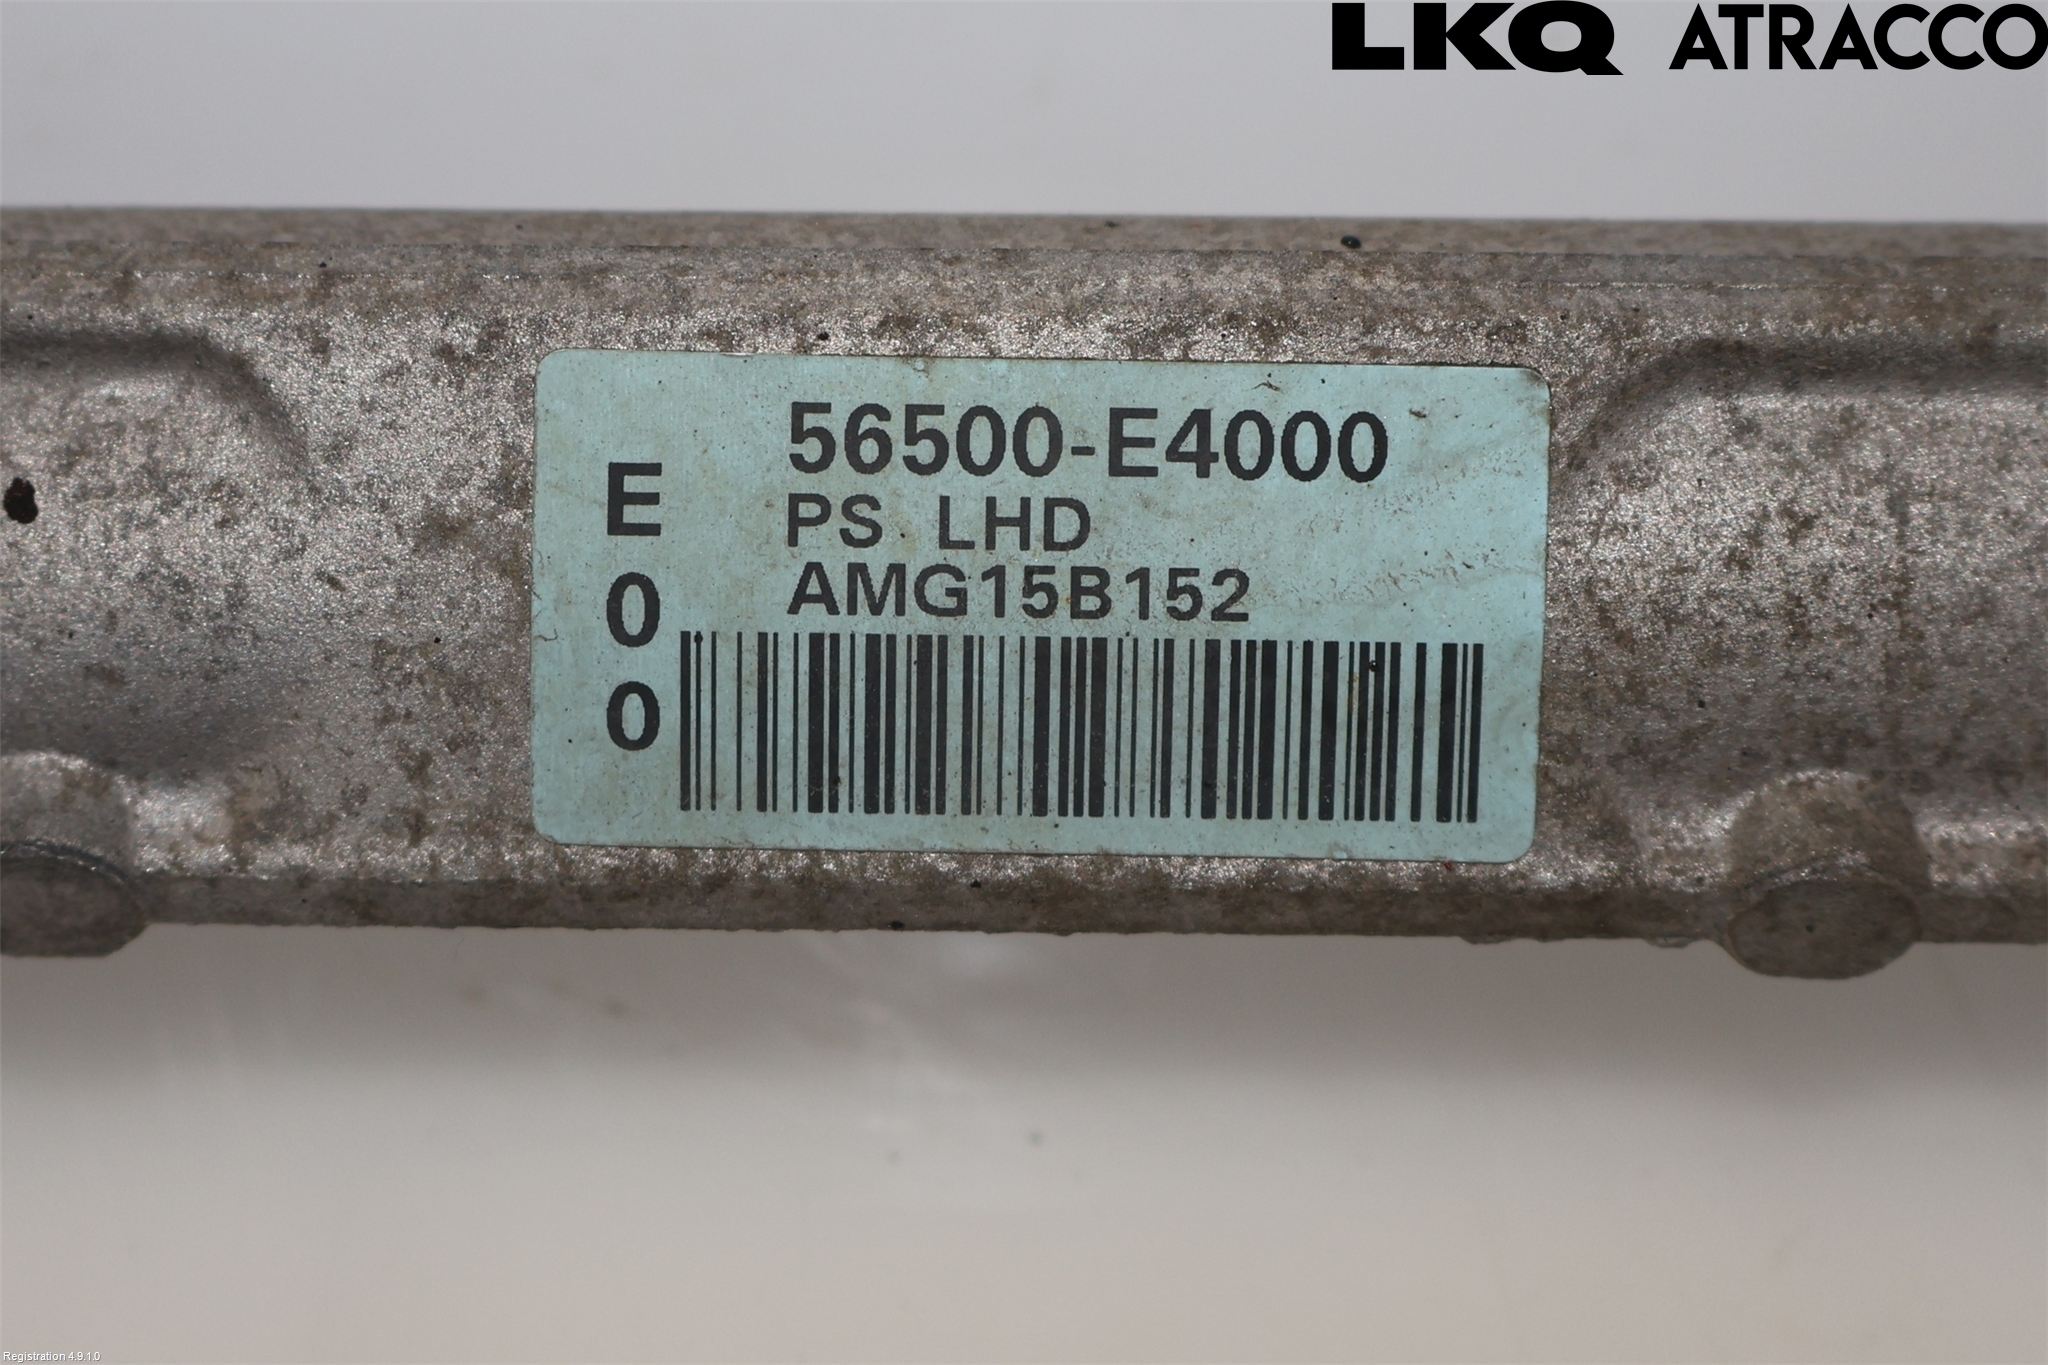 LKQ ATRACCO
56500-E4000
PS LHD
AMG15B152
E
0
0
Registration 4.9.1.0